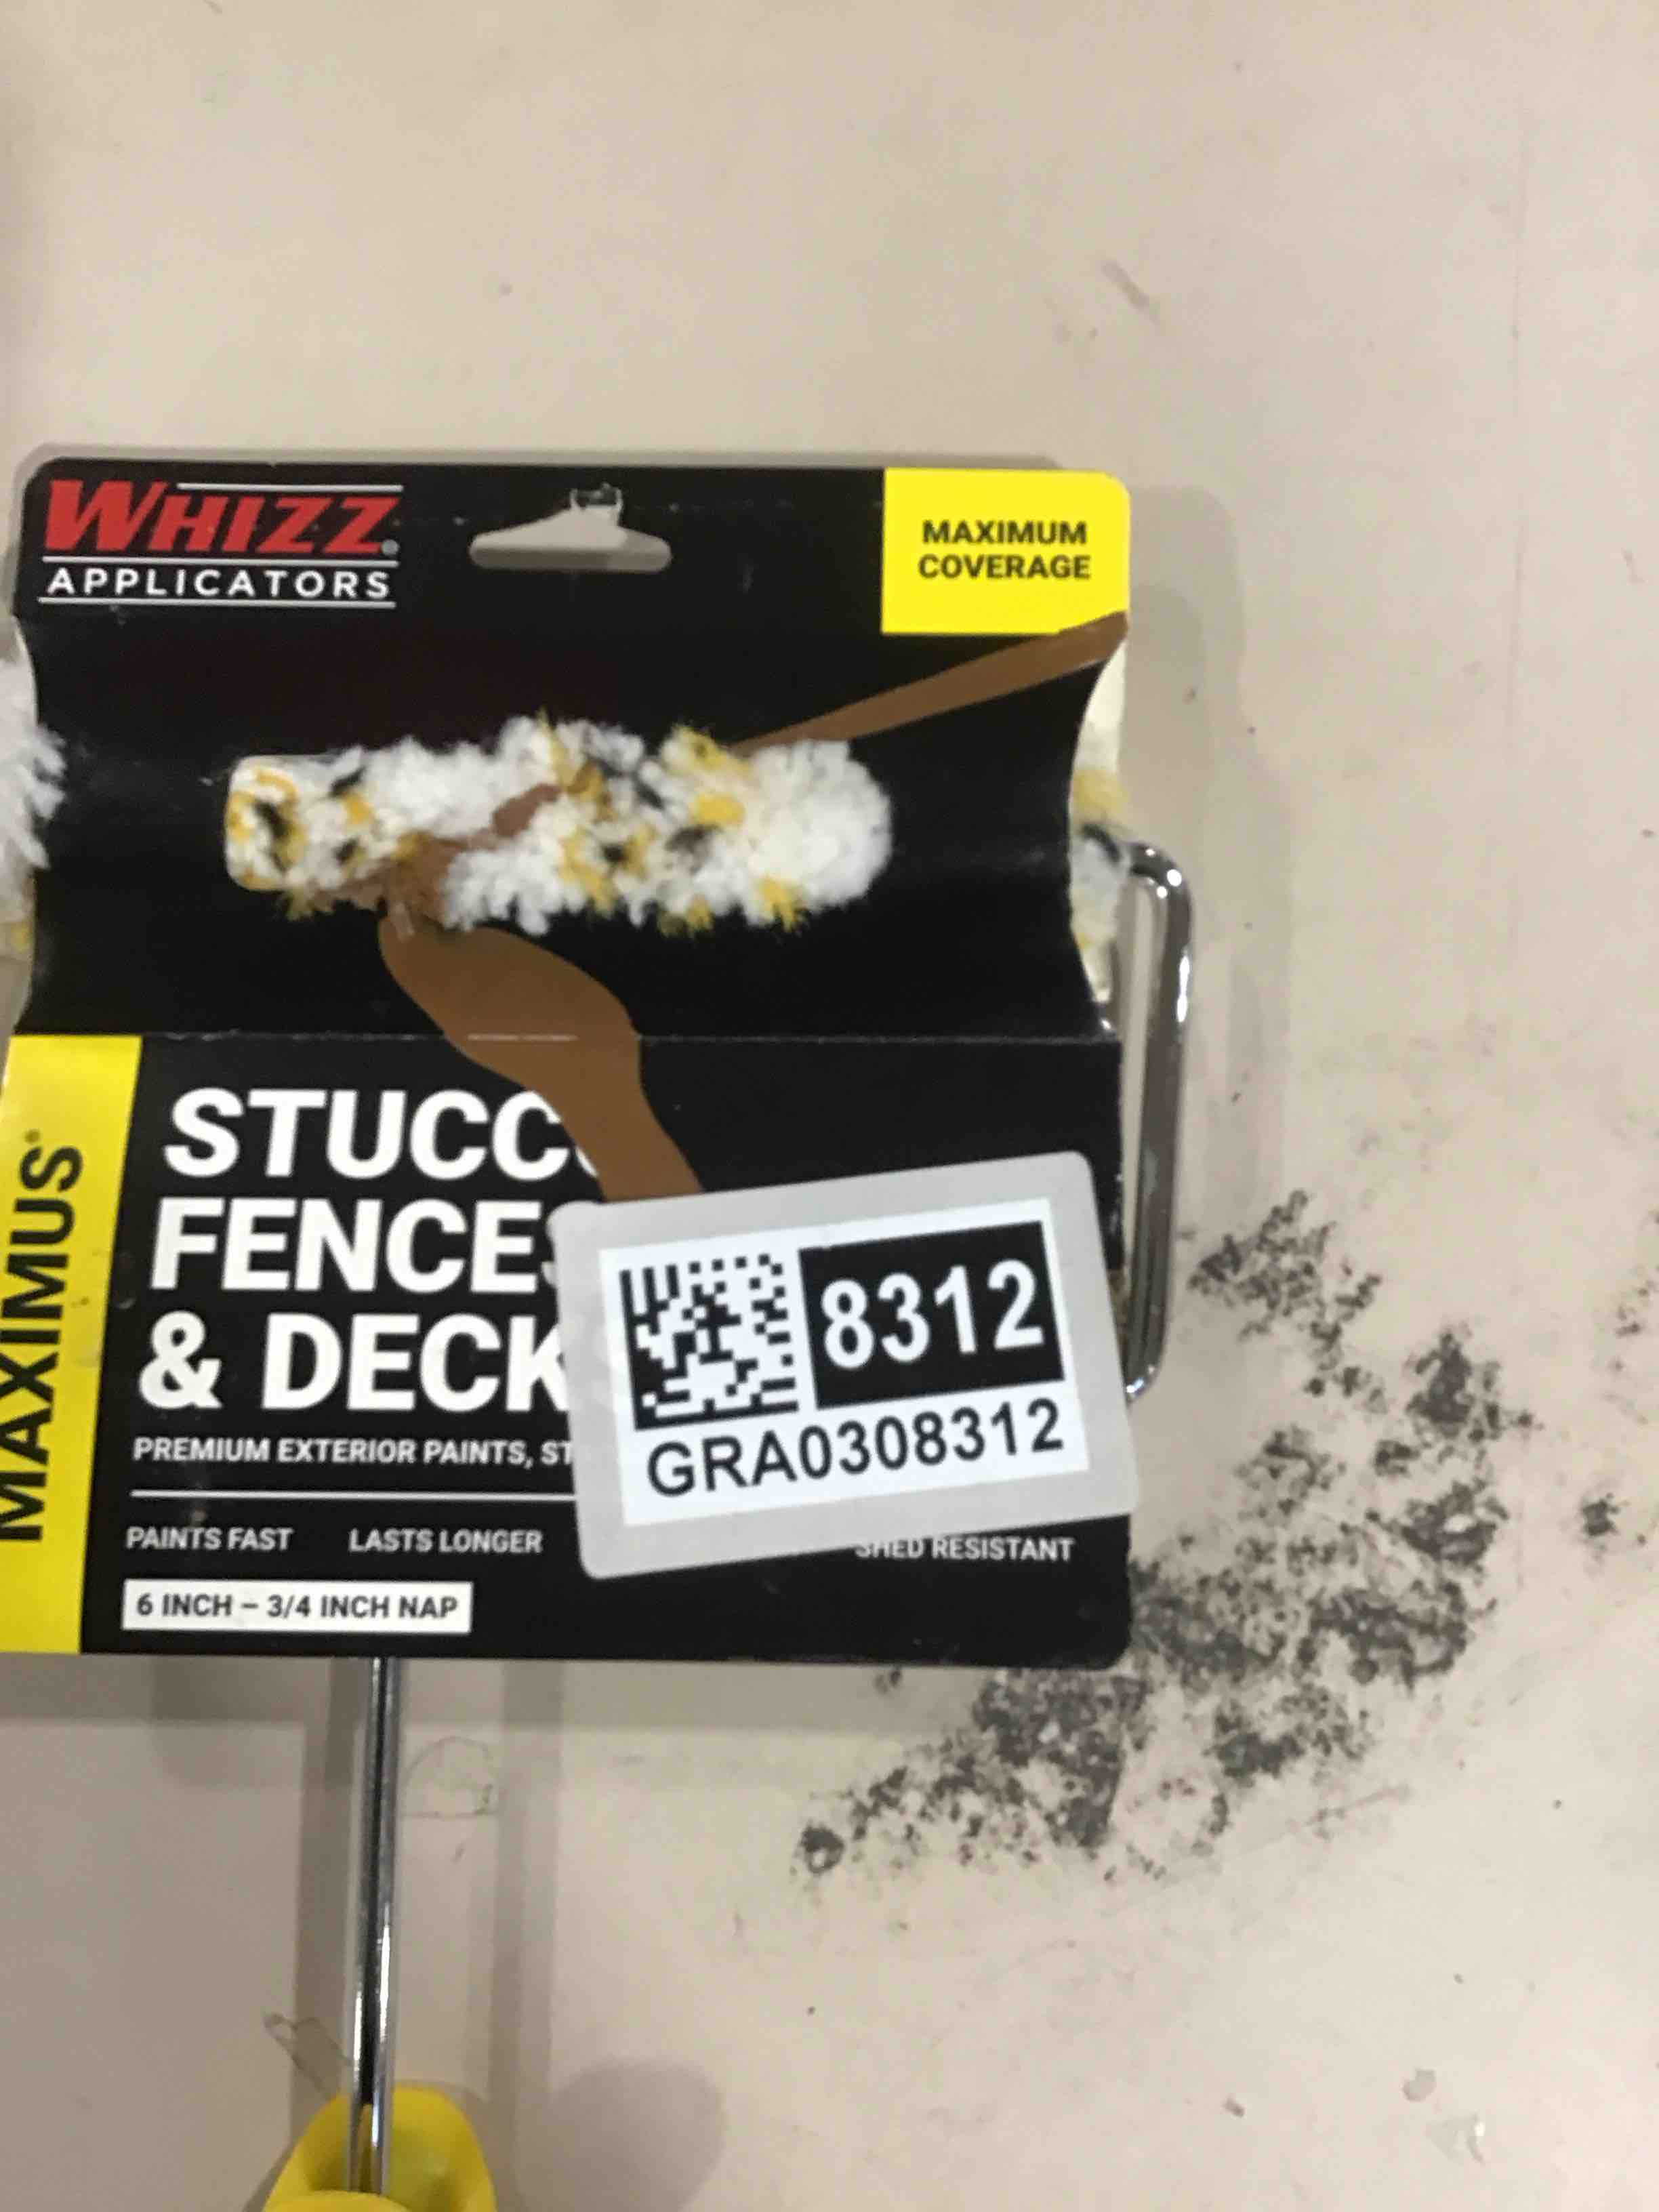 WHIZZ®
APPLICATORS
MAXIMUM
COVERAGE
MAXIMUS®
STUCCO
FENCES
& DECK
PREMIUM EXTERIOR PAINTS, ST
PAINTS FAST LASTS LONGER SHED RESISTANT
6 INCH – 3/4 INCH NAP
8312
GRA0308312